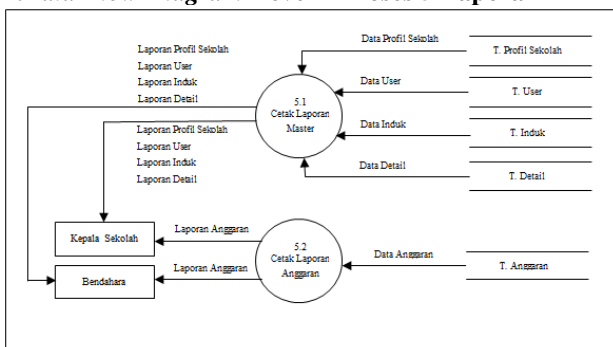 Laporan Profil Sekolah
Laporan User
Laporan Induk
Laporan Detail
Laporan Profil Sekolah
Laporan User
Laporan Induk
Laporan Detail
5.1
Cetak Laporan
Master
Data Profil Sekolah
T. Profil Sekolah
Data User
T. User
Data Induk
T. Induk
Data Detail
T. Detail
Kepala Sekolah
Laporan Anggaran
Bendahara
Laporan Anggaran
5.2
Cetak Laporan
Anggaran
Data Anggaran
T. Anggaran